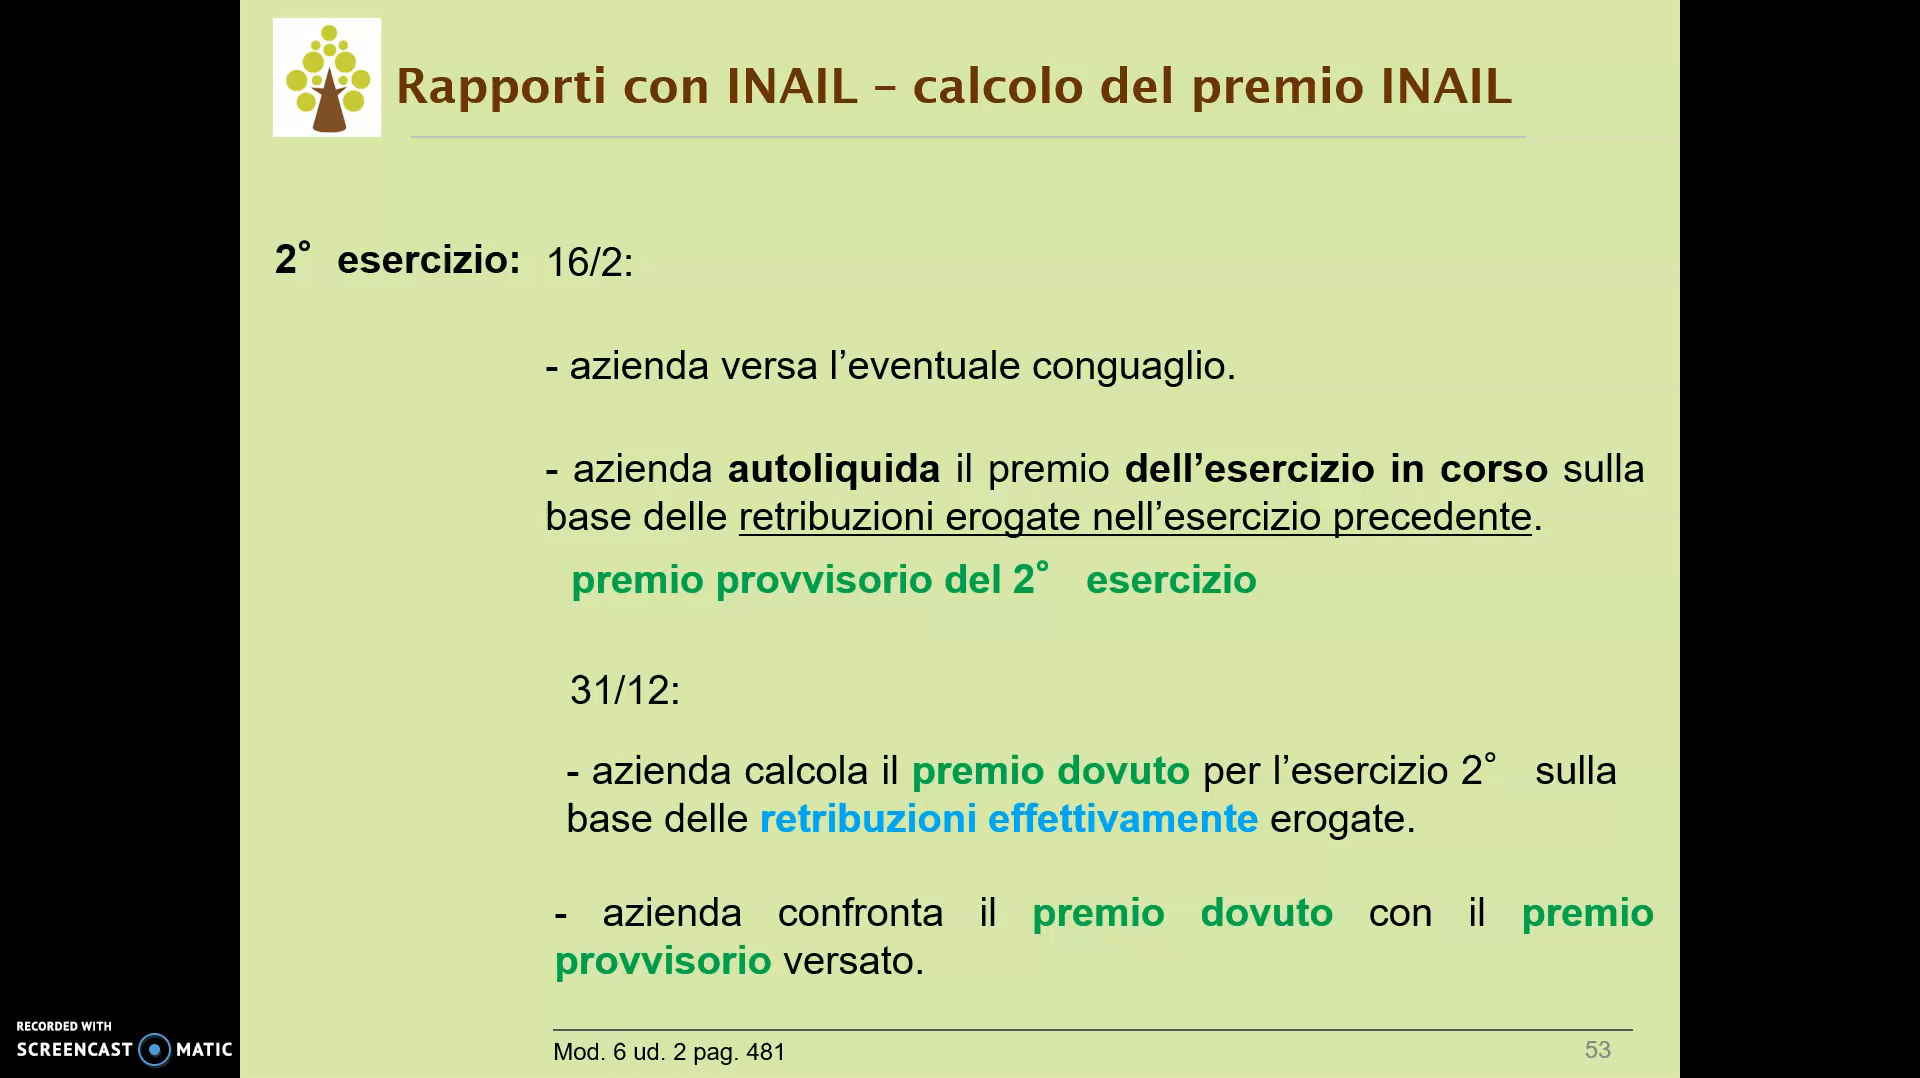 Rapporti con INAIL – calcolo del premio INAIL
2° esercizio: 16/2:
- azienda versa l’eventuale conguaglio.
- azienda autoliquida il premio dell’esercizio in corso sulla
base delle retribuzioni erogate nell’esercizio precedente.
premio provvisorio del 2° esercizio
31/12:
- azienda calcola il premio dovuto per l’esercizio 2° sulla
base delle retribuzioni effettivamente erogate.
- azienda confronta il premio dovuto con il premio
provvisorio versato.
Mod. 6 ud. 2 pag. 481
53
RECORDED WITH
SCREENCAST MATIC